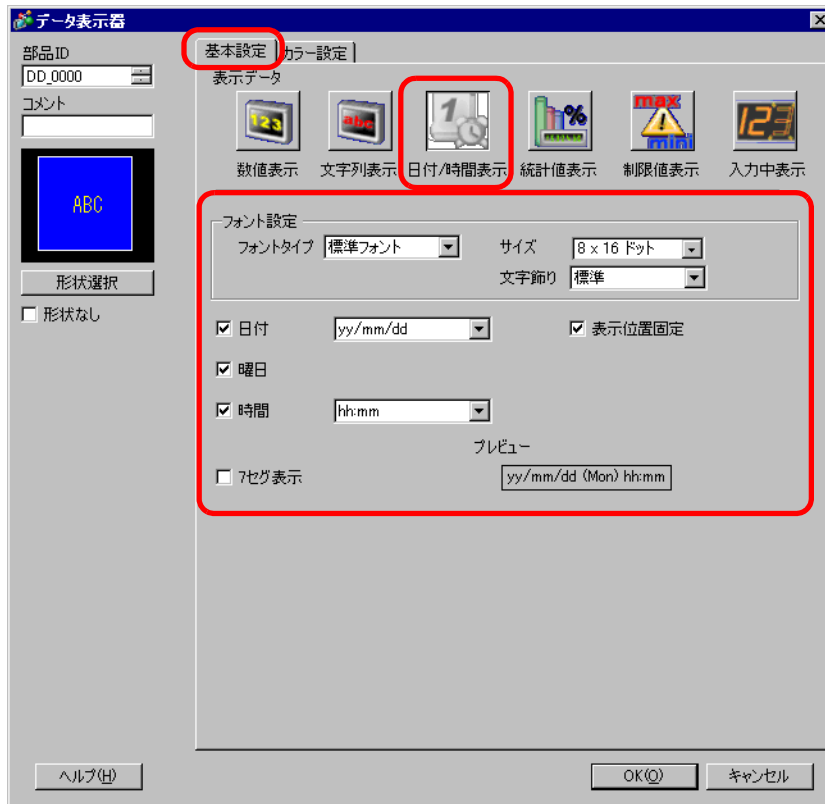 データ表示器
部品ID
DD_0000
コメント
ABC
形状選択
形状なし
基本設定 カラー設定
表示データ
123 abc 1 % max mini 123
数値表示 文字列表示 日付/時間表示 統計値表示 制限値表示 入力中表示
フォント設定
フォントタイプ 標準フォント サイズ 8 x 16 ドット
文字飾り 標準
日付 yy/mm/dd 表示位置固定
曜日
時間 hh:mm
プレビュー
7セグ表示 yy/mm/dd (Mon) hh:mm
ヘルプ(H) OK(O) キャンセル